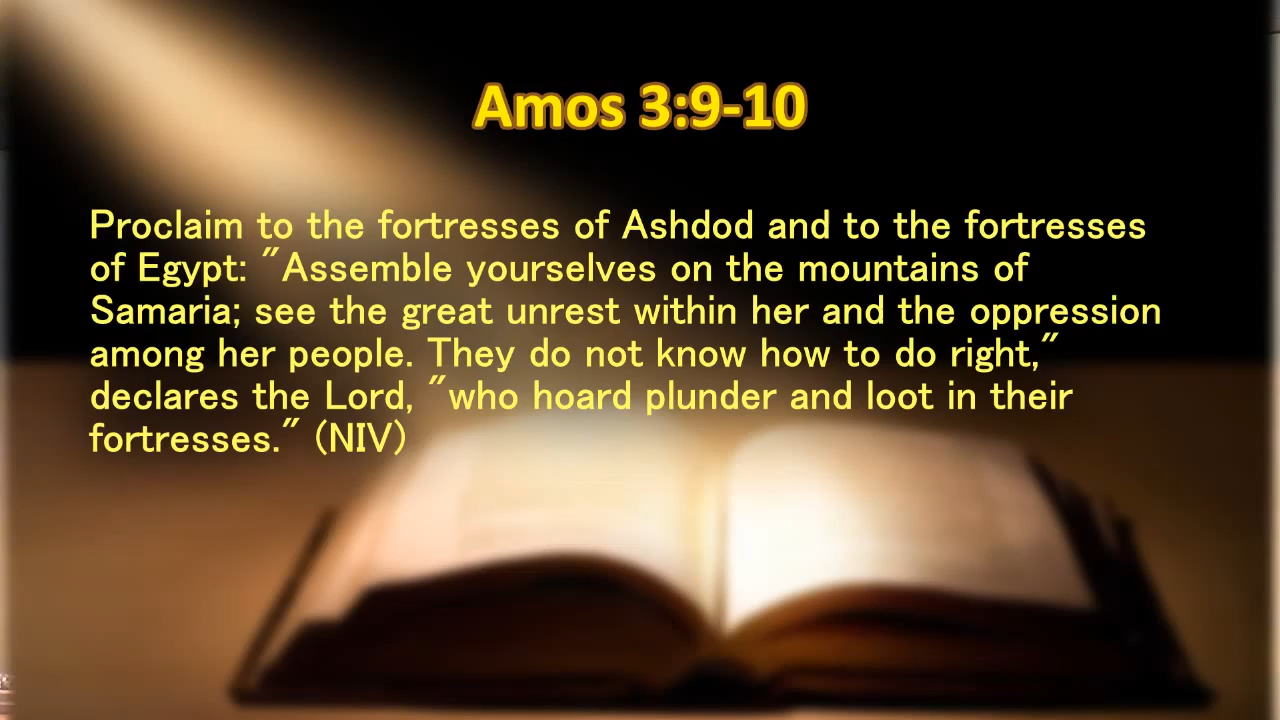 Amos 3:9-10
Proclaim to the fortresses of Ashdod and to the fortresses
of Egypt: "Assemble yourselves on the mountains of
Samaria; see the great unrest within her and the oppression
among her people. They do not know how to do right,"
declares the Lord, "who hoard plunder and loot in their
fortresses." (NIV)